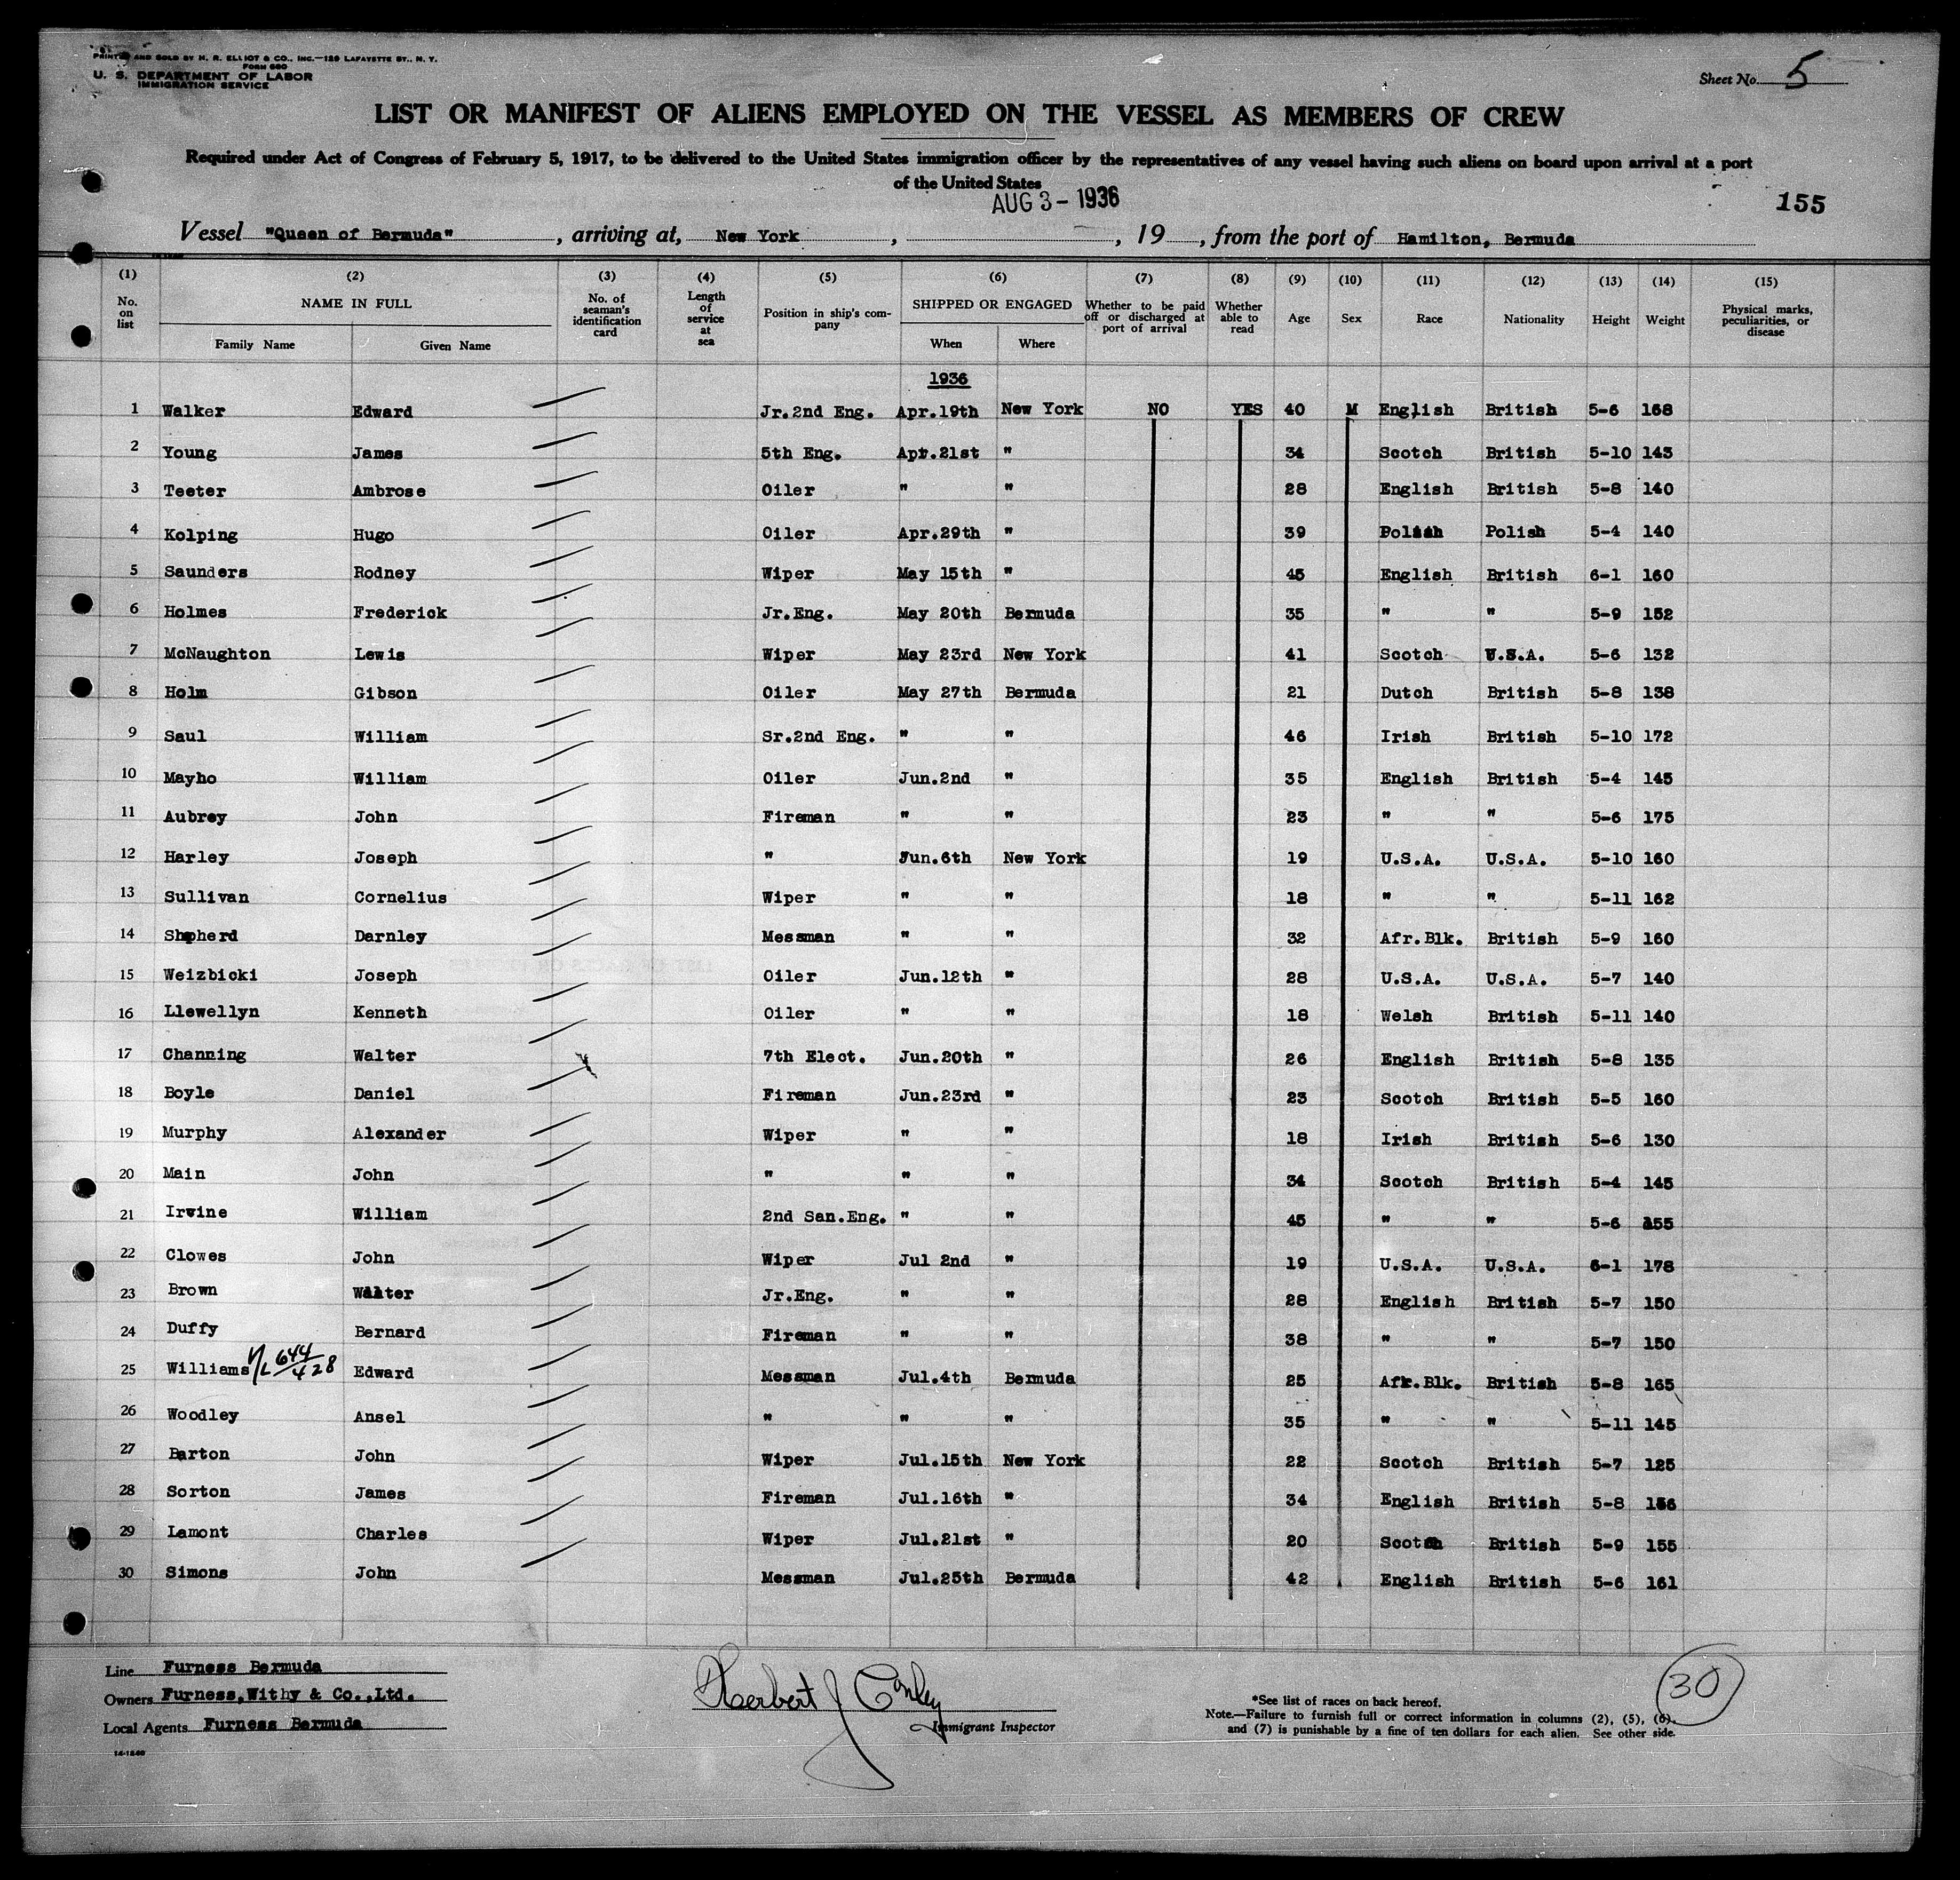 PRINTED AND SOLD BY H. R. ELLIOT & CO., INC.—129 LAFAYETTE ST., N. Y.
FORM 680
U. S. DEPARTMENT OF LABOR
IMMIGRATION SERVICE
Sheet No. 5
LIST OR MANIFEST OF ALIENS EMPLOYED ON THE VESSEL AS MEMBERS OF CREW
Required under Act of Congress of February 5, 1917, to be delivered to the United States immigration officer by the representatives of any vessel having such aliens on board upon arrival at a port
of the United States
AUG 3 - 1936
155
Vessel "Queen of Bermuda", arriving at, New York, , 19 , from the port of Hamilton, Bermuda
(1) (2) (3) (4) (5) (6) (7) (8) (9) (10) (11) (12) (13) (14) (15)
No. on list NAME IN FULL Family Name Given Name No. of seaman's identification card Length of service at sea Position in ship's company SHIPPED OR ENGAGED When Where Whether to be paid off or discharged at port of arrival Whether able to read Age Sex Race Nationality Height Weight Physical marks, peculiarities, or disease
1936
1 Walker Edward Jr.2nd Eng. Apr.19th New York NO YES 40 M English British 5-6 168
2 Young James 5th Eng. Apr.21st " 34 Scotch British 5-10 143
3 Teeter Ambrose Oiler " " 28 English British 5-8 140
4 Kolping Hugo Oiler Apr.29th " 39 Polish Polish 5-4 140
5 Saunders Rodney Wiper May 15th " 45 English British 6-1 160
6 Holmes Frederick Jr.Eng. May 20th Bermuda 35 " " 5-9 152
7 McNaughton Lewis Wiper May 23rd New York 41 Scotch U.S.A. 5-6 132
8 Holm Gibson Oiler May 27th Bermuda 21 Dutch British 5-8 138
9 Saul William Sr.2nd Eng. " " 46 Irish British 5-10 172
10 Mayho William Oiler Jun.2nd " 35 English British 5-4 145
11 Aubrey John Fireman " " 23 " " 5-6 175
12 Harley Joseph " Jun.6th New York 19 U.S.A. U.S.A. 5-10 160
13 Sullivan Cornelius Wiper " " 18 " " 5-11 162
14 Shepherd Darnley Messman " " 32 Afr.Blk. British 5-9 160
15 Weizbicki Joseph Oiler Jun.12th " 28 U.S.A. U.S.A. 5-7 140
16 Llewellyn Kenneth Oiler " " 18 Welsh British 5-11 140
17 Channing Walter 7th Elect. Jun.20th " 26 English British 5-8 135
18 Boyle Daniel Fireman Jun.23rd " 23 Scotch British 5-5 160
19 Murphy Alexander Wiper " " 18 Irish British 5-6 130
20 Main John " " " 34 Scotch British 5-4 145
21 Irwine William 2nd San.Eng. " " 45 " " 5-6 155
22 Clowes John Wiper Jul 2nd " 19 U.S.A. U.S.A. 6-1 178
23 Brown Walter Jr.Eng. " " 28 English British 5-7 150
24 Duffy Bernard Fireman " " 38 " " 5-7 150
25 Williams V/L 644/428 Edward Messman Jul.4th Bermuda 25 Afr.Blk. British 5-8 165
26 Woodley Ansel " " " 35 " " 5-11 145
27 Barton John Wiper Jul.15th New York 22 Scotch British 5-7 125
28 Sorton James Fireman Jul.16th " 34 English British 5-8 156
29 Lamont Charles Wiper Jul.21st " 20 Scotch British 5-9 155
30 Simons John Messman Jul.25th Bermuda 42 English British 5-6 161
Line Furness Bermuda
Owners Furness, Withy & Co., Ltd.
Local Agents Furness Bermuda
14-1240
Herbert J Conley
Immigrant Inspector
30
*See list of races on back hereof.
Note.—Failure to furnish full or correct information in columns (2), (5), (6),
and (7) is punishable by a fine of ten dollars for each alien. See other side.